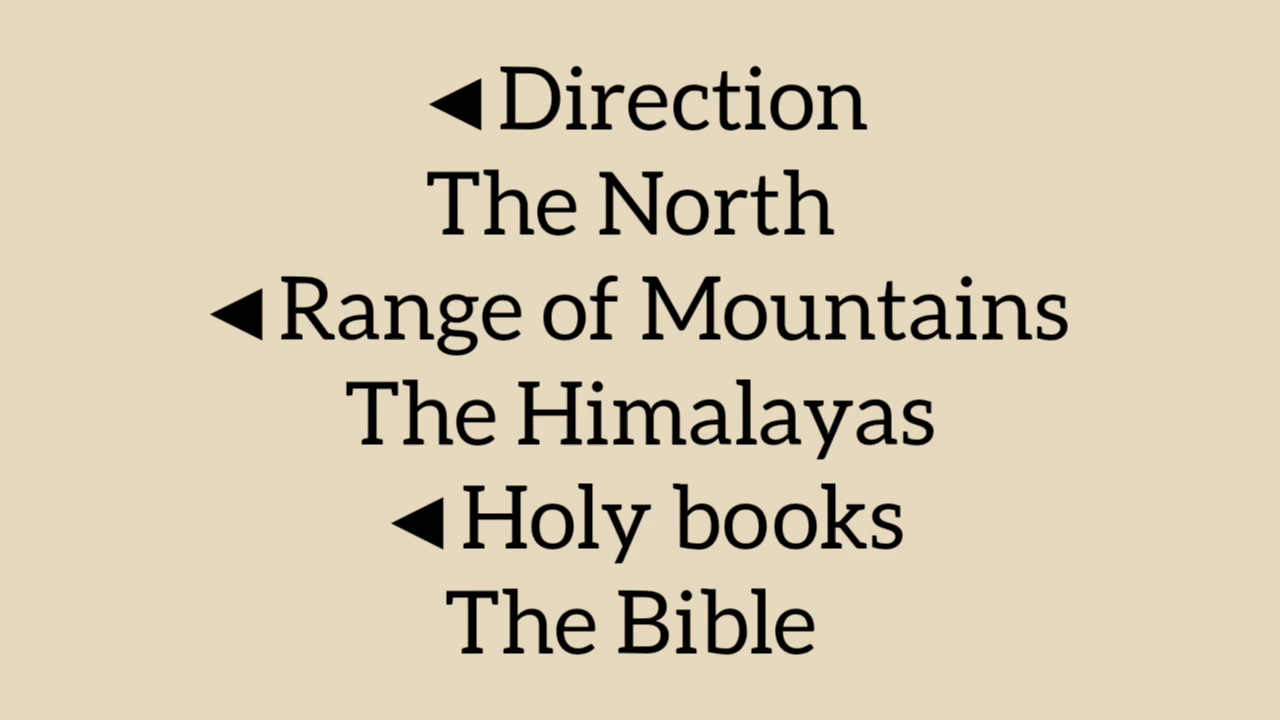 ◀ Direction
The North
◀ Range of Mountains
The Himalayas
◀ Holy books
The Bible